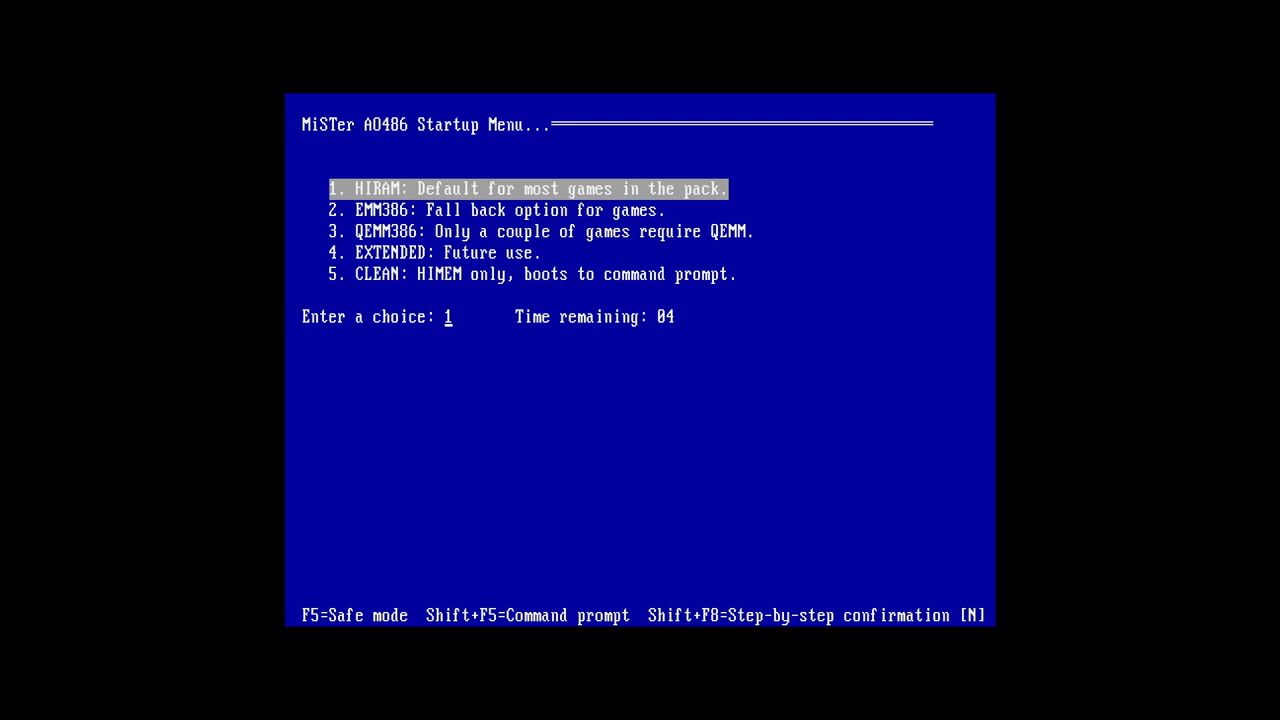 MiSTer AO486 Startup Menu...
1. HIRAM: Default for most games in the pack.
2. EMM386: Fall back option for games.
3. QEMM386: Only a couple of games require QEMM.
4. EXTENDED: Future use.
5. CLEAN: HIMEM only, boots to command prompt.
Enter a choice: 1 Time remaining: 04
F5=Safe mode Shift+F5=Command prompt Shift+F8=Step-by-step confirmation [N]